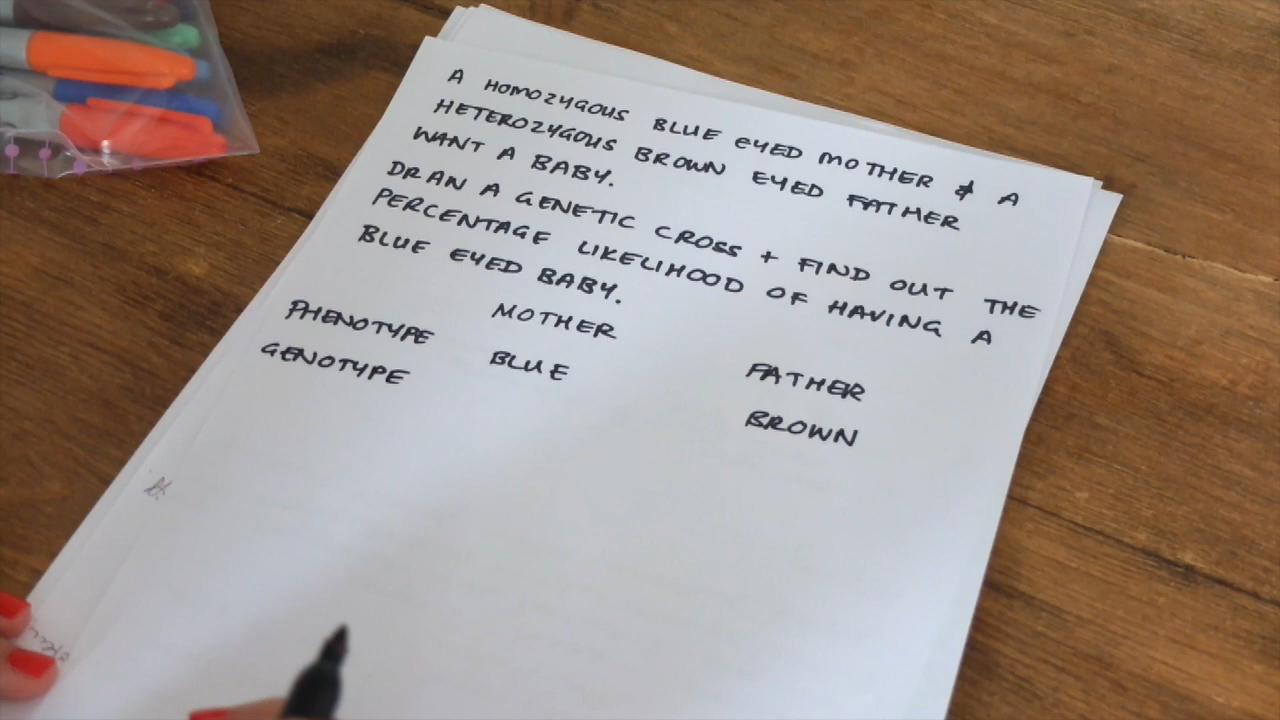 A HOMOZYGOUS BLUE EYED MOTHER & A
HETEROZYGOUS BROWN EYED FATHER
WANT A BABY.
DRAN A GENETIC CROSS + FIND OUT THE
PERCENTAGE LIKELIHOOD OF HAVING A
BLUE EYED BABY.
MOTHER FATHER
PHENOTYPE BLUE BROWN
GENOTYPE